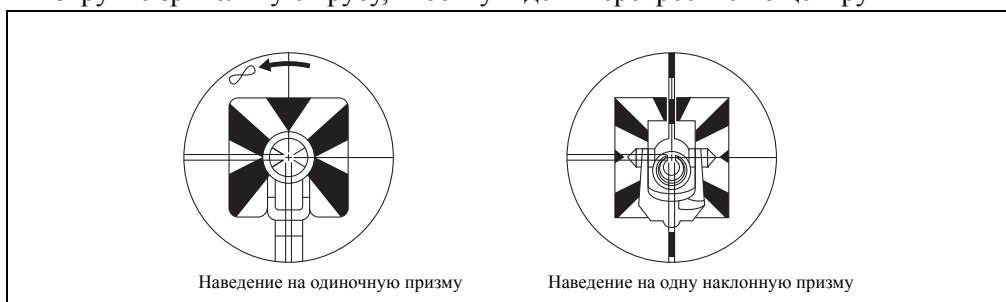 Наведение на одиночную призму
Наведение на одну наклонную призму